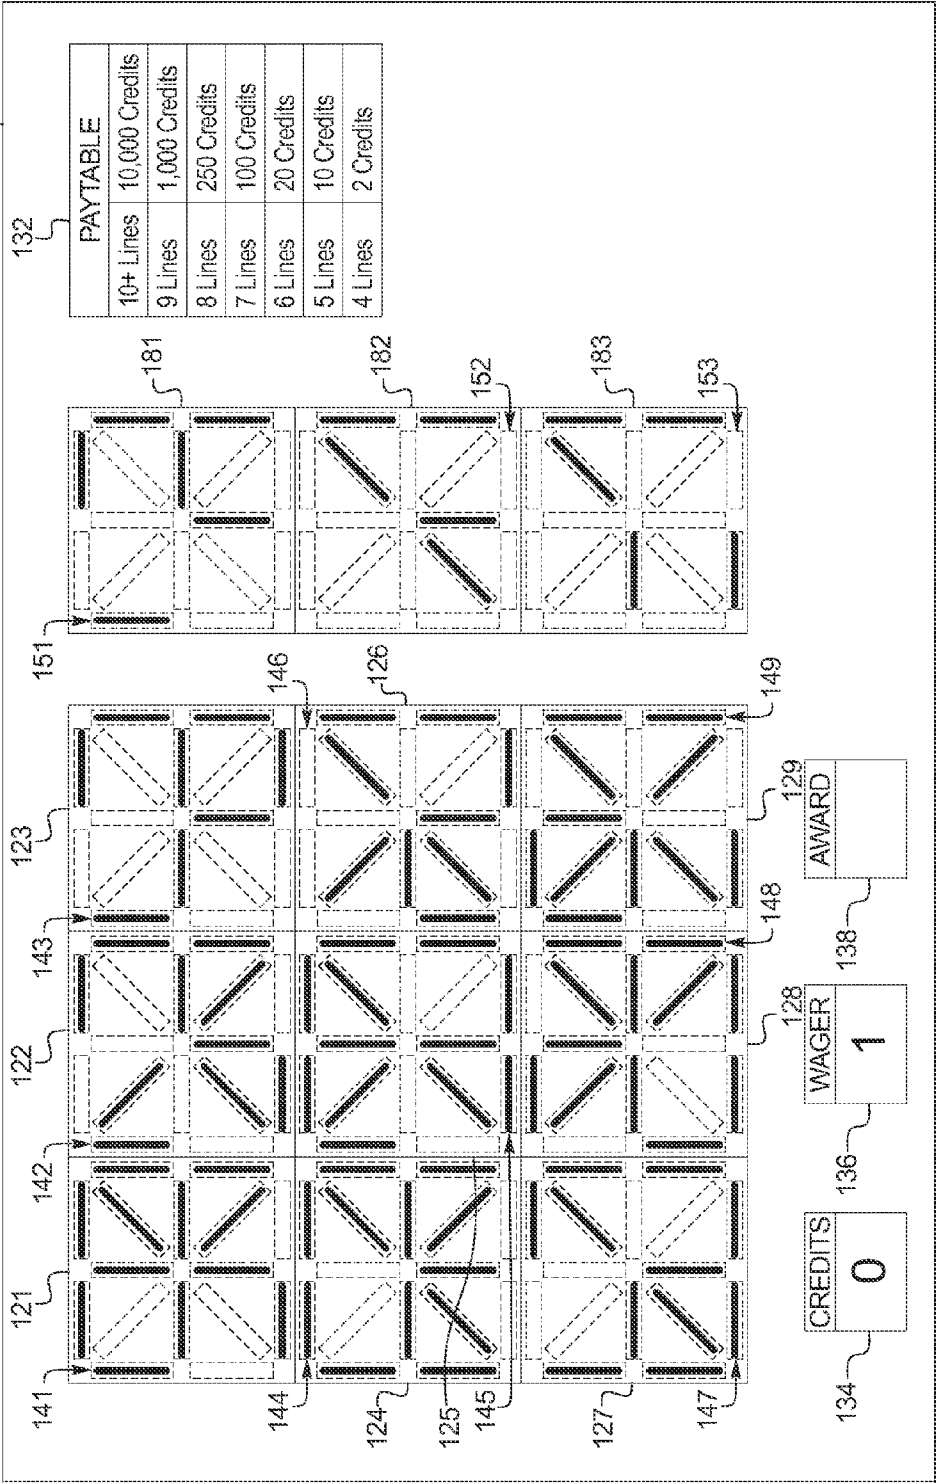 121 122 123 132
141 142 143 151
PAYTABLE
10+ Lines 10,000 Credits
9 Lines 1,000 Credits
8 Lines 250 Credits
7 Lines 100 Credits
6 Lines 20 Credits
5 Lines 10 Credits
4 Lines 2 Credits
181
144 146
124 126 182
125
145 152
127 183
147 148 149 153
128 129
CREDITS WAGER AWARD
0 1
134 136 138